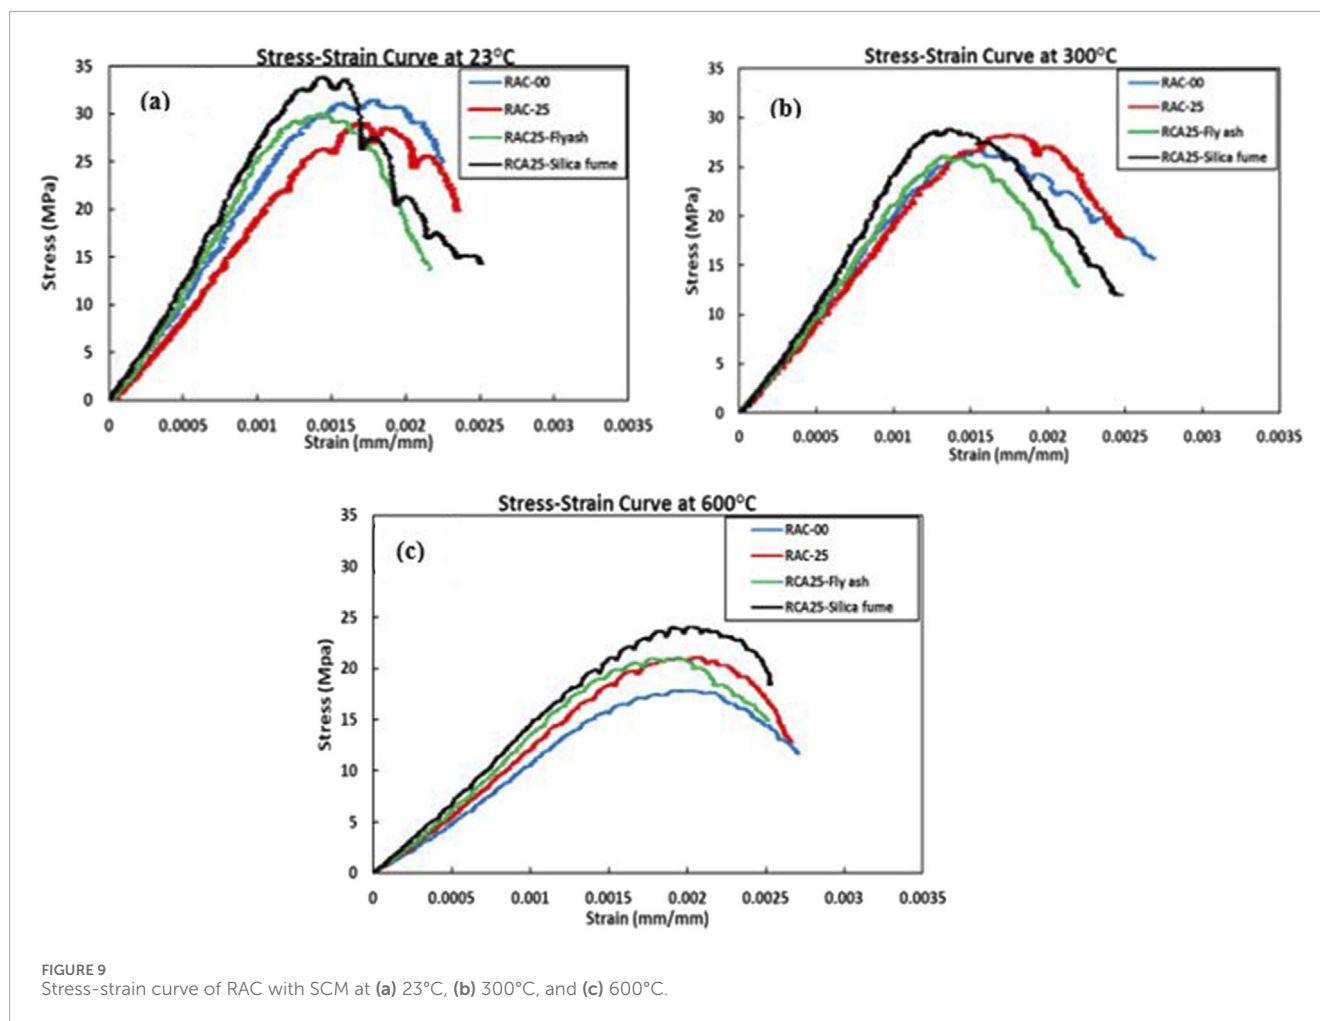 Stress-Strain Curve at 23°C
(a)
RAC-00
RAC-25
RAC25-Flyash
RCA25-Silica fume
35
30
25
20
15
10
5
0
Stress (MPa)
0 0.0005 0.001 0.0015 0.002 0.0025 0.003 0.0035
Strain (mm/mm)
Stress-Strain Curve at 300°C
(b)
RAC-00
RAC-25
RCA25-Fly ash
RCA25-Silica fume
35
30
25
20
15
10
5
0
Stress (MPa)
0 0.0005 0.001 0.0015 0.002 0.0025 0.003 0.0035
Strain (mm/mm)
Stress-Strain Curve at 600°C
(c)
RAC-00
RAC-25
RCA25-Fly ash
RCA25-Silica fume
35
30
25
20
15
10
5
0
Stress (Mpa)
0 0.0005 0.001 0.0015 0.002 0.0025 0.003 0.0035
Strain (mm/mm)
FIGURE 9
Stress-strain curve of RAC with SCM at (a) 23°C, (b) 300°C, and (c) 600°C.